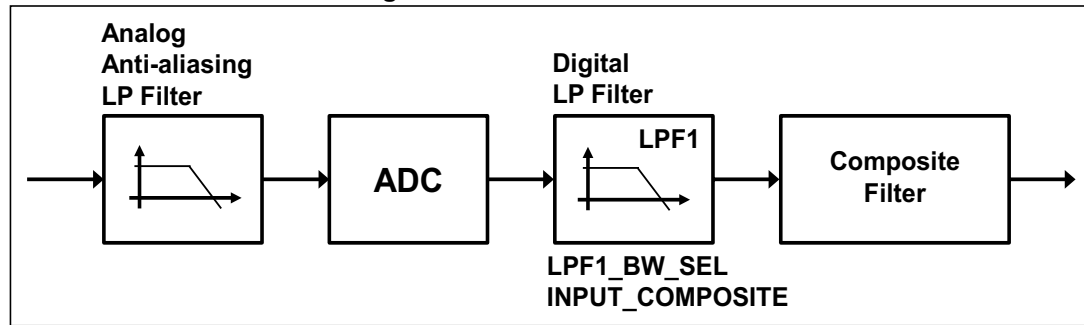 Analog
Anti-aliasing
LP Filter
ADC
Digital
LP Filter
LPF1
LPF1_BW_SEL
INPUT_COMPOSITE
Composite
Filter